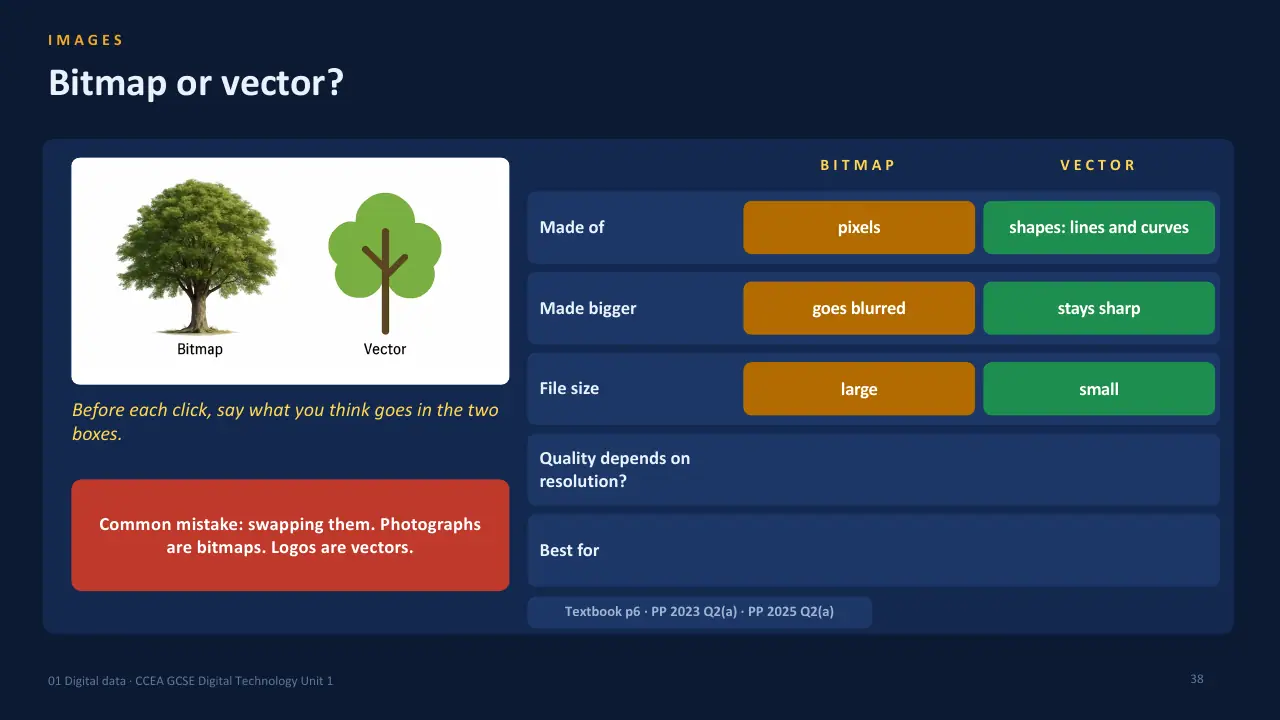 IMAGES
Bitmap or vector?
Bitmap
Vector
Before each click, say what you think goes in the two
boxes.
Common mistake: swapping them. Photographs
are bitmaps. Logos are vectors.
BITMAP
VECTOR
Made of
pixels
shapes: lines and curves
Made bigger
goes blurred
stays sharp
File size
large
small
Quality depends on
resolution?
Best for
Textbook p6 · PP 2023 Q2(a) · PP 2025 Q2(a)
01 Digital data · CCEA GCSE Digital Technology Unit 1
38